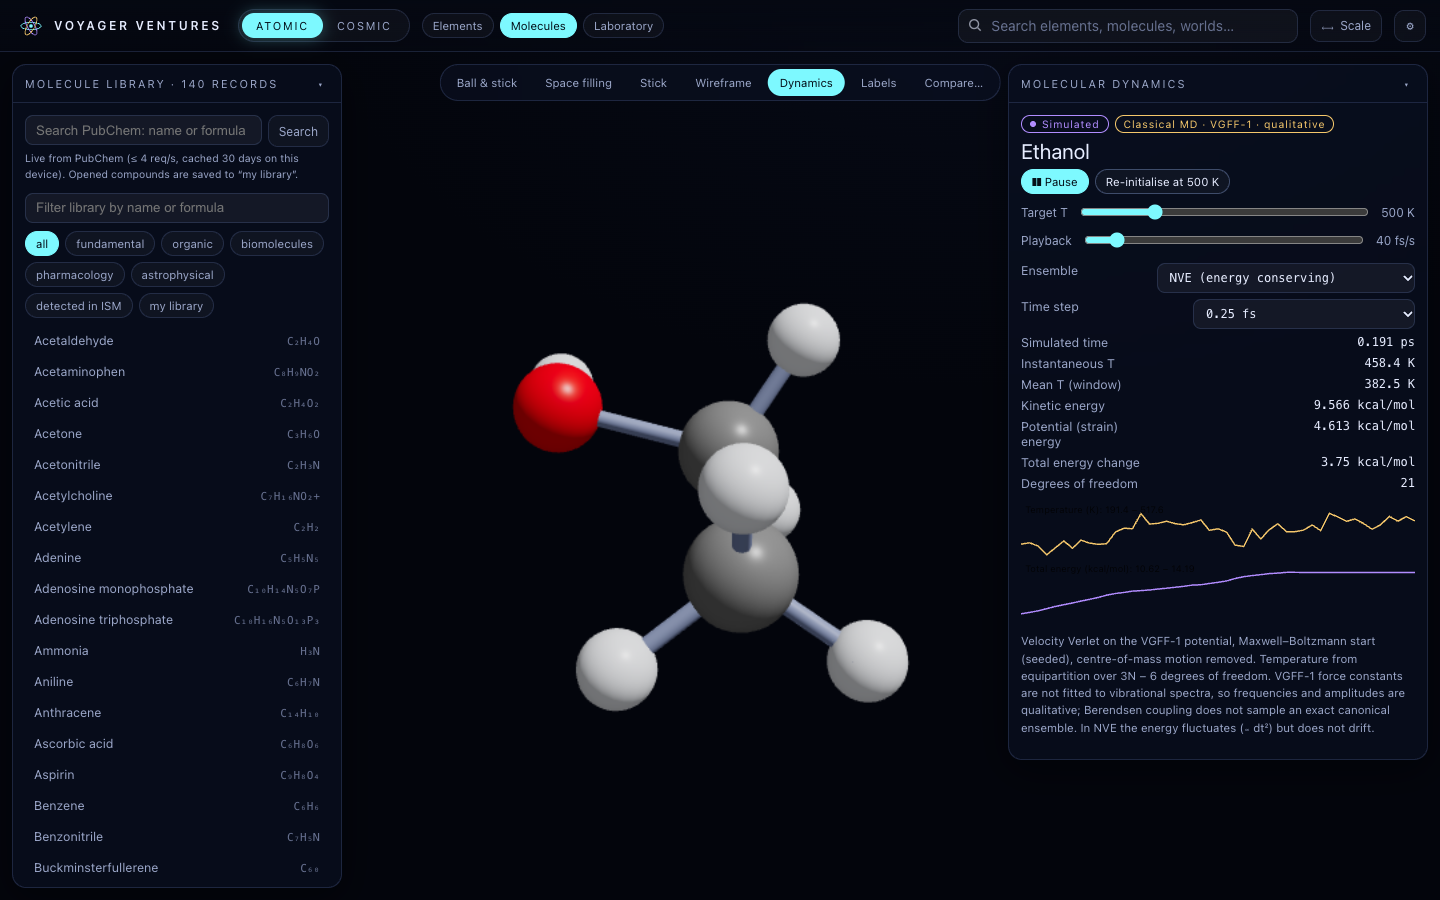 VOYAGER VENTURES
ATOMIC
COSMIC
Elements
Molecules
Laboratory
Search elements, molecules, worlds…
Scale
MOLECULE LIBRARY · 140 RECORDS
Search PubChem: name or formula
Search
Live from PubChem (≤ 4 req/s, cached 30 days on this
device). Opened compounds are saved to “my library”.
Filter library by name or formula
all
fundamental
organic
biomolecules
pharmacology
astrophysical
detected in ISM
my library
Acetaldehyde C₂H₄O
Acetaminophen C₈H₉NO₂
Acetic acid C₂H₄O₂
Acetone C₃H₆O
Acetonitrile C₂H₃N
Acetylcholine C₇H₁₆NO₂+
Acetylene C₂H₂
Adenine C₅H₅N₅
Adenosine monophosphate C₁₀H₁₄N₅O₇P
Adenosine triphosphate C₁₀H₁₆N₅O₁₃P₃
Ammonia H₃N
Aniline C₆H₇N
Anthracene C₁₄H₁₀
Ascorbic acid C₆H₈O₆
Aspirin C₉H₈O₄
Benzene C₆H₆
Benzonitrile C₇H₅N
Buckminsterfullerene C₆₀
Ball & stick
Space filling
Stick
Wireframe
Dynamics
Labels
Compare…
MOLECULAR DYNAMICS
Simulated
Classical MD · VGFF-1 · qualitative
Ethanol
Pause
Re-initialise at 500 K
Target T 500 K
Playback 40 fs/s
Ensemble NVE (energy conserving)
Time step 0.25 fs
Simulated time 0.191 ps
Instantaneous T 458.4 K
Mean T (window) 382.5 K
Kinetic energy 9.566 kcal/mol
Potential (strain) 4.613 kcal/mol
energy
Total energy change 3.75 kcal/mol
Degrees of freedom 21
Velocity Verlet on the VGFF-1 potential, Maxwell–Boltzmann start
(seeded), centre-of-mass motion removed. Temperature from
equipartition over 3N − 6 degrees of freedom. VGFF-1 force constants
are not fitted to vibrational spectra, so frequencies and amplitudes are
qualitative; Berendsen coupling does not sample an exact canonical
ensemble. In NVE the energy fluctuates (~ dt²) but does not drift.